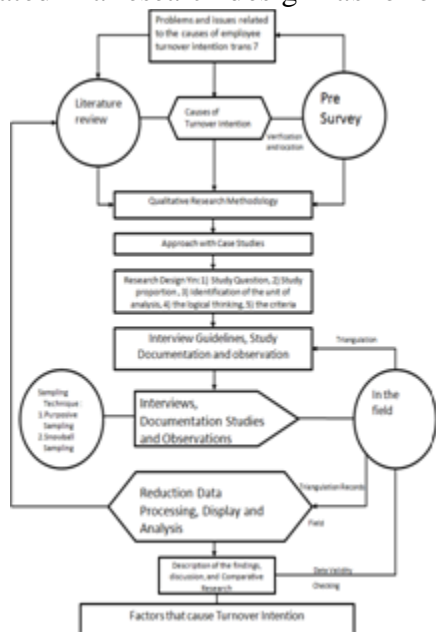 Problems and issues related
to the causes of employee
turnover intention trans 7
Literature
review
Causes of
Turnover Intention
Pre
Survey
Verification
and location
Qualitative Research Methodology
Approach with Case Studies
Research Design Yin: 1) Study Question, 2) Study
proportion , 3) Identification of the unit of
analysis, 4) the logical thinking, 5) the criteria
Interview Guidelines, Study
Documentation and observation
Triangulation
Sampling
Technique :
1.Purposive
Sampling
2.Snowball
Sampling
Interviews,
Documentation Studies
and Observations
In the
field
Reduction Data
Processing, Display and
Analysis
Triangulation Records
Field
Description of the findings,
discussion, and Comparative
Research
Data Validity
Checking
Factors that cause Turnover Intention